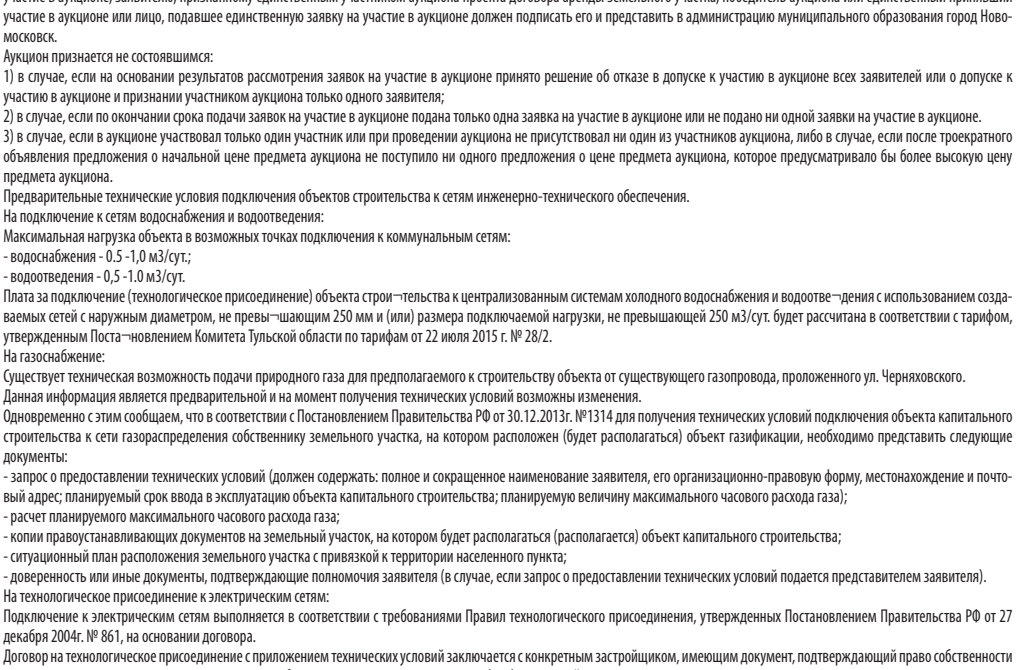 участие в аукционе, заявителю, признанному единственным участником аукциона проекта договора аренды земельного участка, победитель аукциона или единственный принявший
участие в аукционе или лицо, подавшее единственную заявку на участие в аукционе должен подписать его и представить в администрацию муниципального образования город Ново-
московск.
Аукцион признается не состоявшимся:
1) в случае, если на основании результатов рассмотрения заявок на участие в аукционе принято решение об отказе в допуске к участию в аукционе всех заявителей или о допуске к
участию в аукционе и признании участником аукциона только одного заявителя;
2) в случае, если по окончании срока подачи заявок на участие в аукционе подана только одна заявка на участие в аукционе или не подано ни одной заявки на участие в аукционе.
3) в случае, если в аукционе участвовал только один участник или при проведении аукциона не присутствовал ни один из участников аукциона, либо в случае, если после троекратного
объявления предложения о начальной цене предмета аукциона не поступило ни одного предложения о цене предмета аукциона, которое предусматривало бы более высокую цену
предмета аукциона.
Предварительные технические условия подключения объектов строительства к сетям инженерно-технического обеспечения.
На подключение к сетям водоснабжения и водоотведения:
Максимальная нагрузка объекта в возможных точках подключения к коммунальным сетям:
- водоснабжения - 0.5 -1,0 м3/сут.;
- водоотведения - 0,5 -1.0 м3/сут.
Плата за подключение (технологическое присоединение) объекта строи¬тельства к централизованным системам холодного водоснабжения и водоотве¬дения с использованием созда-
ваемых сетей с наружным диаметром, не превы¬шающим 250 мм и (или) размера подключаемой нагрузки, не превышающей 250 м3/сут. будет рассчитана в соответствии с тарифом,
утвержденным Поста¬новлением Комитета Тульской области по тарифам от 22 июля 2015 г. № 28/2.
На газоснабжение:
Существует техническая возможность подачи природного газа для предполагаемого к строительству объекта от существующего газопровода, проложенного ул. Черняховского.
Данная информация является предварительной и на момент получения технических условий возможны изменения.
Одновременно с этим сообщаем, что в соответствии с Постановлением Правительства РФ от 30.12.2013г. №1314 для получения технических условий подключения объекта капитального
строительства к сети газораспределения собственнику земельного участка, на котором расположен (будет располагаться) объект газификации, необходимо представить следующие
документы:
- запрос о предоставлении технических условий (должен содержать: полное и сокращенное наименование заявителя, его организационно-правовую форму, местонахождение и почто-
вый адрес; планируемый срок ввода в эксплуатацию объекта капитального строительства; планируемую величину максимального часового расхода газа);
- расчет планируемого максимального часового расхода газа;
- копии правоустанавливающих документов на земельный участок, на котором будет располагаться (располагается) объект капитального строительства;
- ситуационный план расположения земельного участка с привязкой к территории населенного пункта;
- доверенность или иные документы, подтверждающие полномочия заявителя (в случае, если запрос о предоставлении технических условий подается представителем заявителя).
На технологическое присоединение к электрическим сетям:
Подключение к электрическим сетям выполняется в соответствии с требованиями Правил технологического присоединения, утвержденных Постановлением Правительства РФ от 27
декабря 2004г. № 861, на основании договора.
Договор на технологическое присоединение с приложением технических условий заключается с конкретным застройщиком, имеющим документ, подтверждающий право собственности